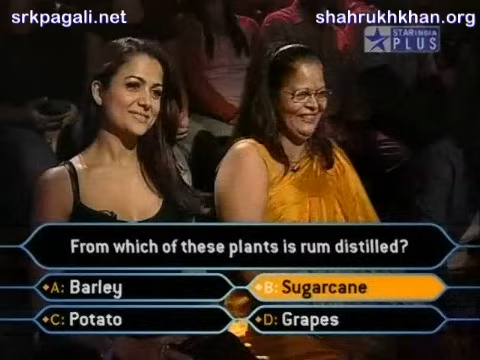 srkpagali.net
shahrukhkhan.org
STAR INDIA
PLUS
From which of these plants is rum distilled?
A: Barley
B: Sugarcane
C: Potato
D: Grapes